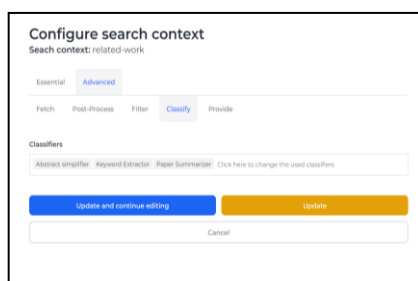 Configure search context
Seach context: related-work
Essential Advanced
Fetch Post-Process Filter Classify Provide
Classifiers
Abstract simplifier Keyword Extractor Paper Summarizer Click here to change the used classifiers
Update and continue editing Update
Cancel